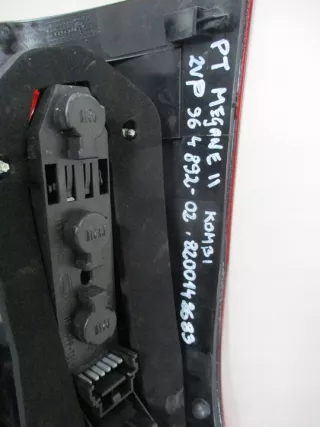 PT MEGANE II KOMBI
2VP 964 892-02, 8200142683